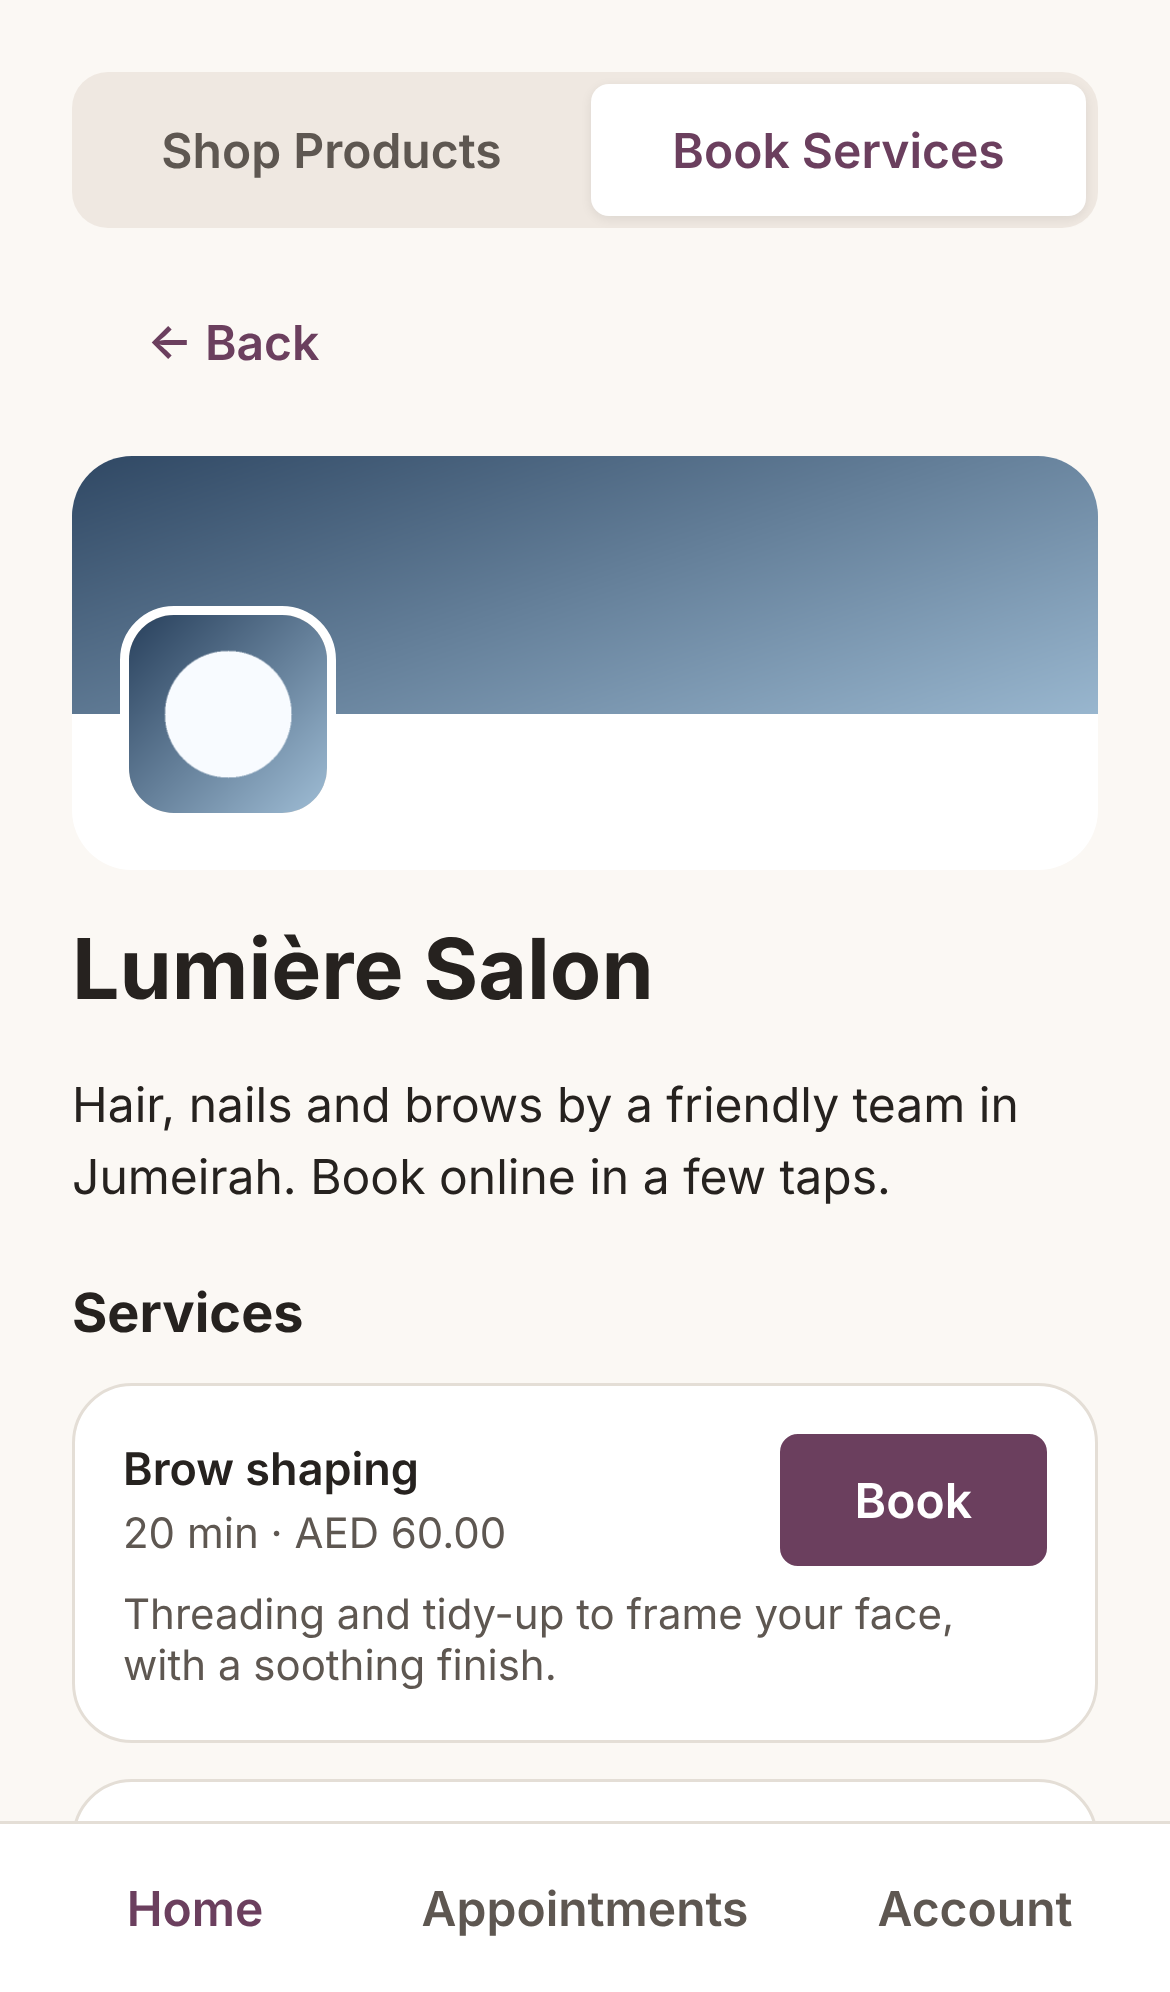 Shop Products
Book Services
← Back
Lumière Salon
Hair, nails and brows by a friendly team in
Jumeirah. Book online in a few taps.
Services
Brow shaping
Book
20 min · AED 60.00
Threading and tidy-up to frame your face,
with a soothing finish.
Home
Appointments
Account